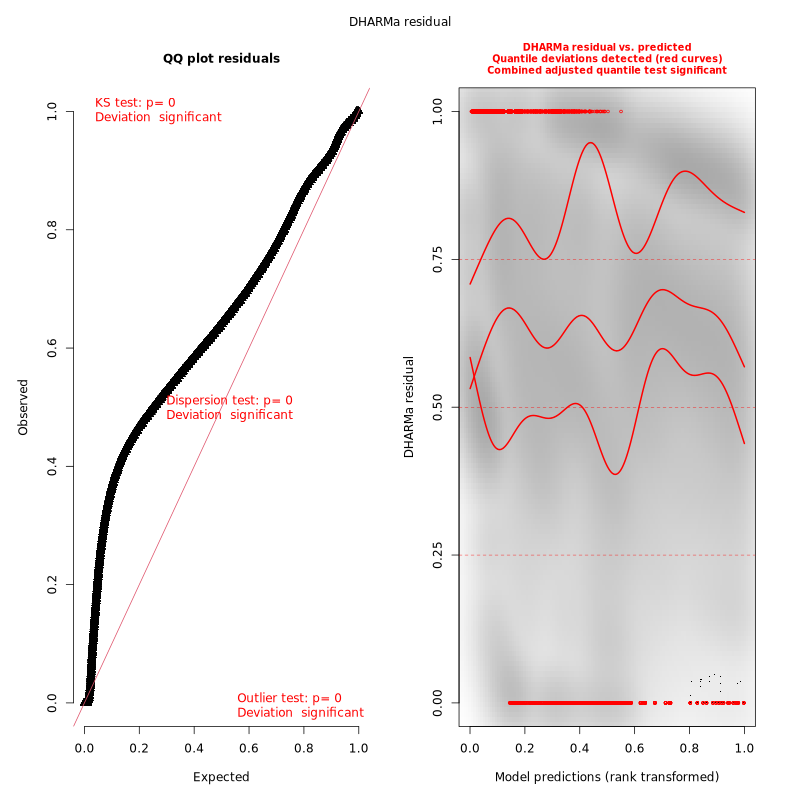 DHARMa residual
QQ plot residuals
KS test: p= 0
Deviation  significant
Dispersion test: p= 0
Deviation  significant
Outlier test: p= 0
Deviation  significant
Observed
0.0
0.2
0.4
0.6
0.8
1.0
0.0 0.2 0.4 0.6 0.8 1.0
Expected
DHARMa residual vs. predicted
Quantile deviations detected (red curves)
Combined adjusted quantile test significant
DHARMa residual
0.00
0.25
0.50
0.75
1.00
0.0 0.2 0.4 0.6 0.8 1.0
Model predictions (rank transformed)